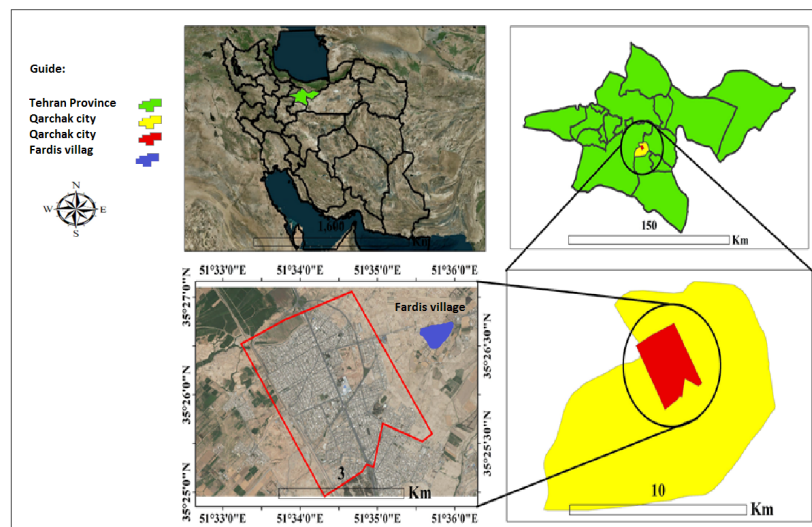 Guide:
Tehran Province
Qarchak city
Qarchak city
Fardis villag
N
W
E
S
1,600
Km
150
Km
51°33'0"E 51°34'0"E 51°35'0"E 51°36'0"E
35°27'0"N
35°26'0"N
35°25'0"N
Fardis village
35°26'30"N
35°25'30"N
3
Km
51°33'0"E 51°34'0"E 51°35'0"E 51°36'0"E
10
Km